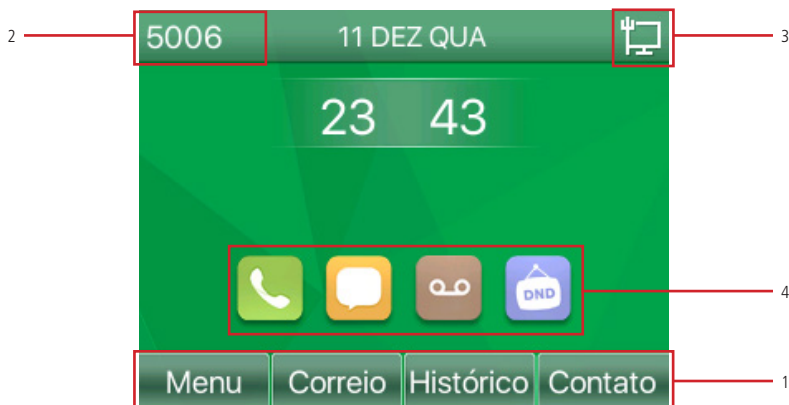 2 5006 11 DEZ QUA 3
23 43
DND
4
Menu Correio Histórico Contato 1